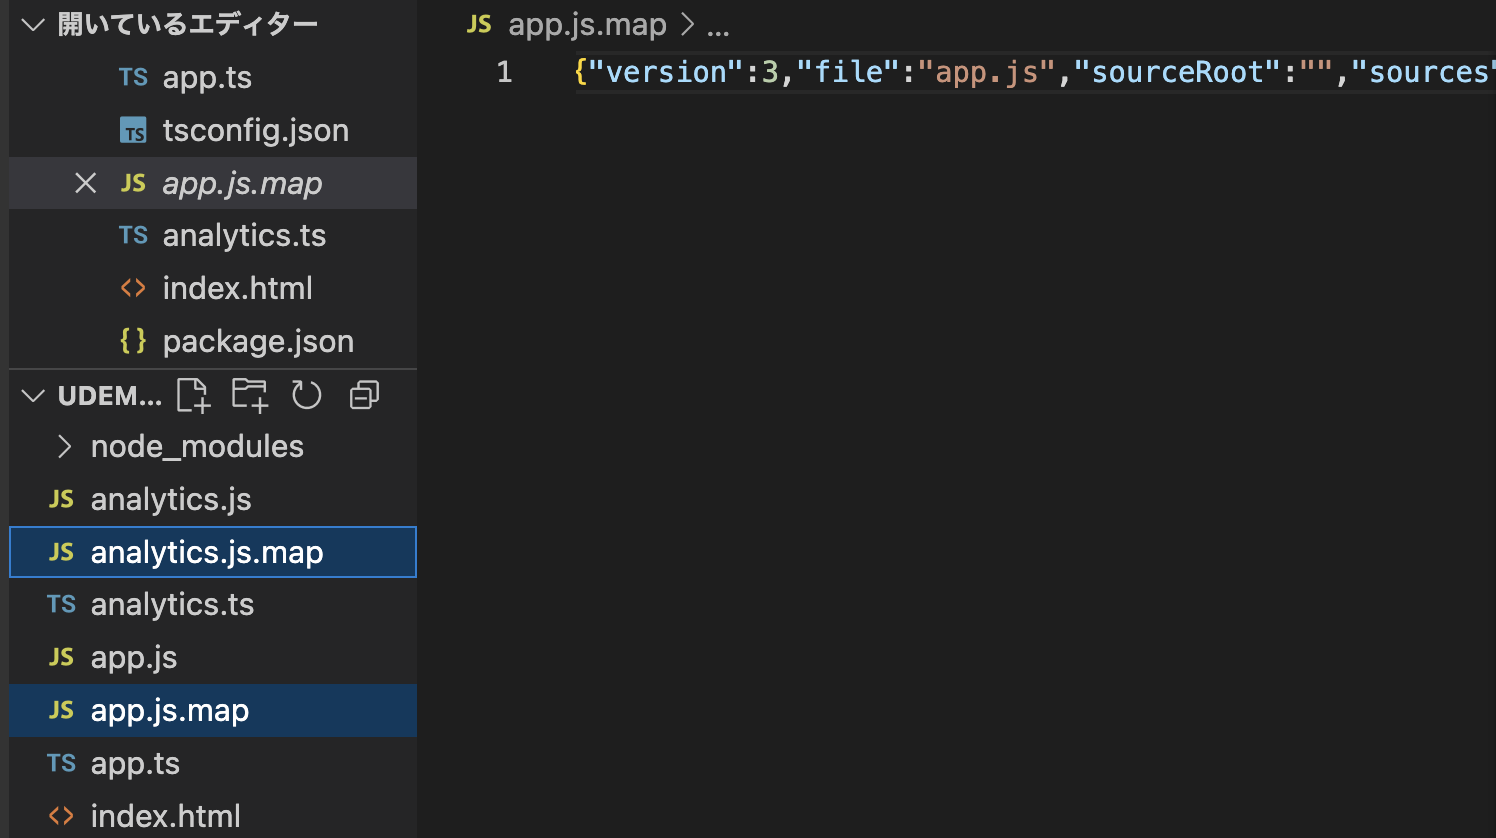 開いているエディター
TS app.ts
TS tsconfig.json
JS app.js.map
TS analytics.ts
<> index.html
{} package.json
UDEM...
node_modules
JS analytics.js
JS analytics.js.map
TS analytics.ts
JS app.js
JS app.js.map
TS app.ts
<> index.html
JS app.js.map > ...
1 {"version":3,"file":"app.js","sourceRoot":"","sources"